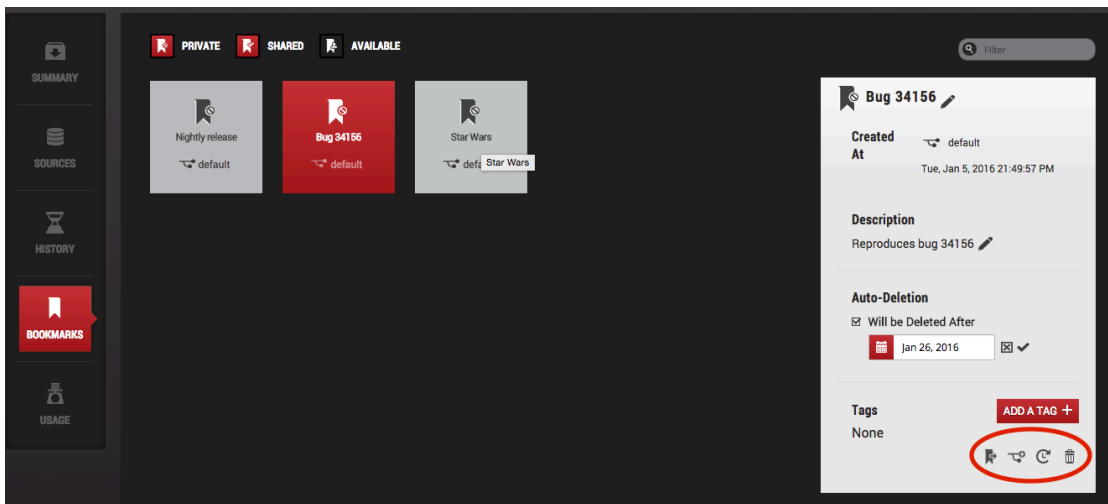 PRIVATE SHARED AVAILABLE
Filter
SUMMARY
SOURCES
HISTORY
BOOKMARKS
USAGE
Nightly release
default
Bug 34156
default
Star Wars
defa
Star Wars
Bug 34156
Created At
default
Tue, Jan 5, 2016 21:49:57 PM
Description
Reproduces bug 34156
Auto-Deletion
Will be Deleted After
Jan 26, 2016
Tags
ADD A TAG +
None